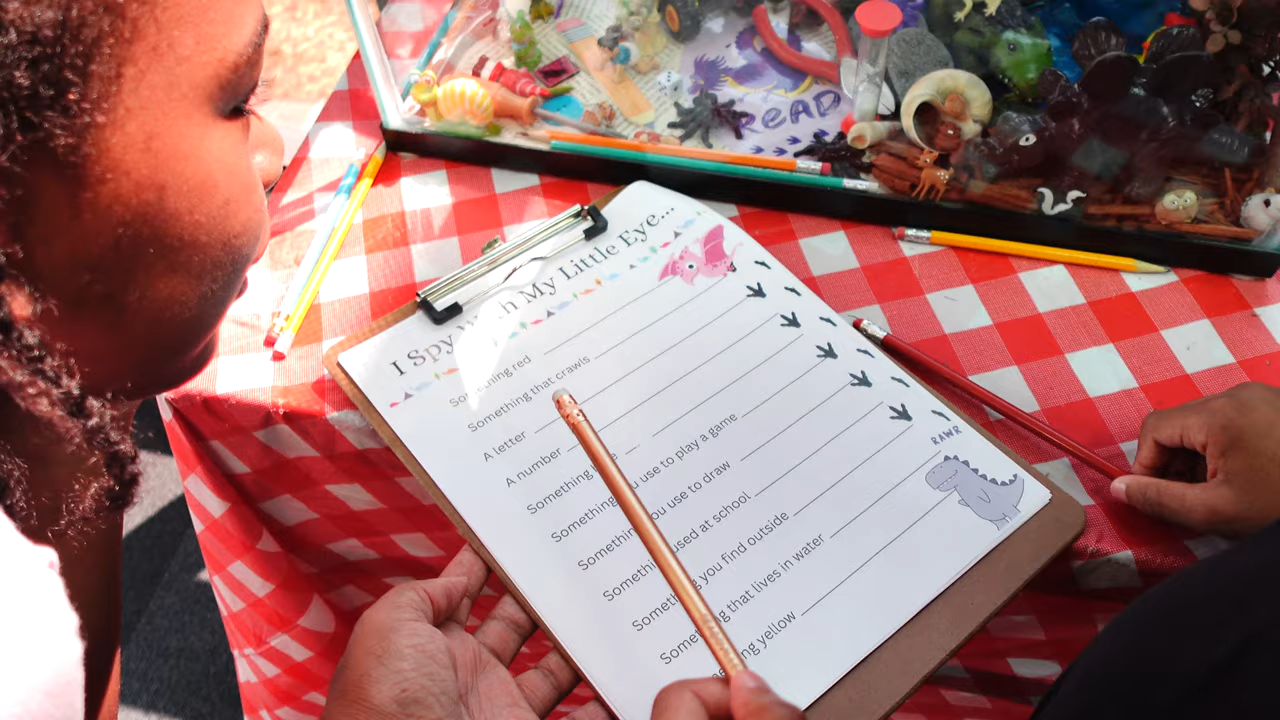 READ
I Spy With My Little Eye...
Something red
Something that crawls
A letter
A number
Something
Something you use to play a game
Something you use to draw
Something used at school
Something you find outside
Something that lives in water
Something yellow
RAWR